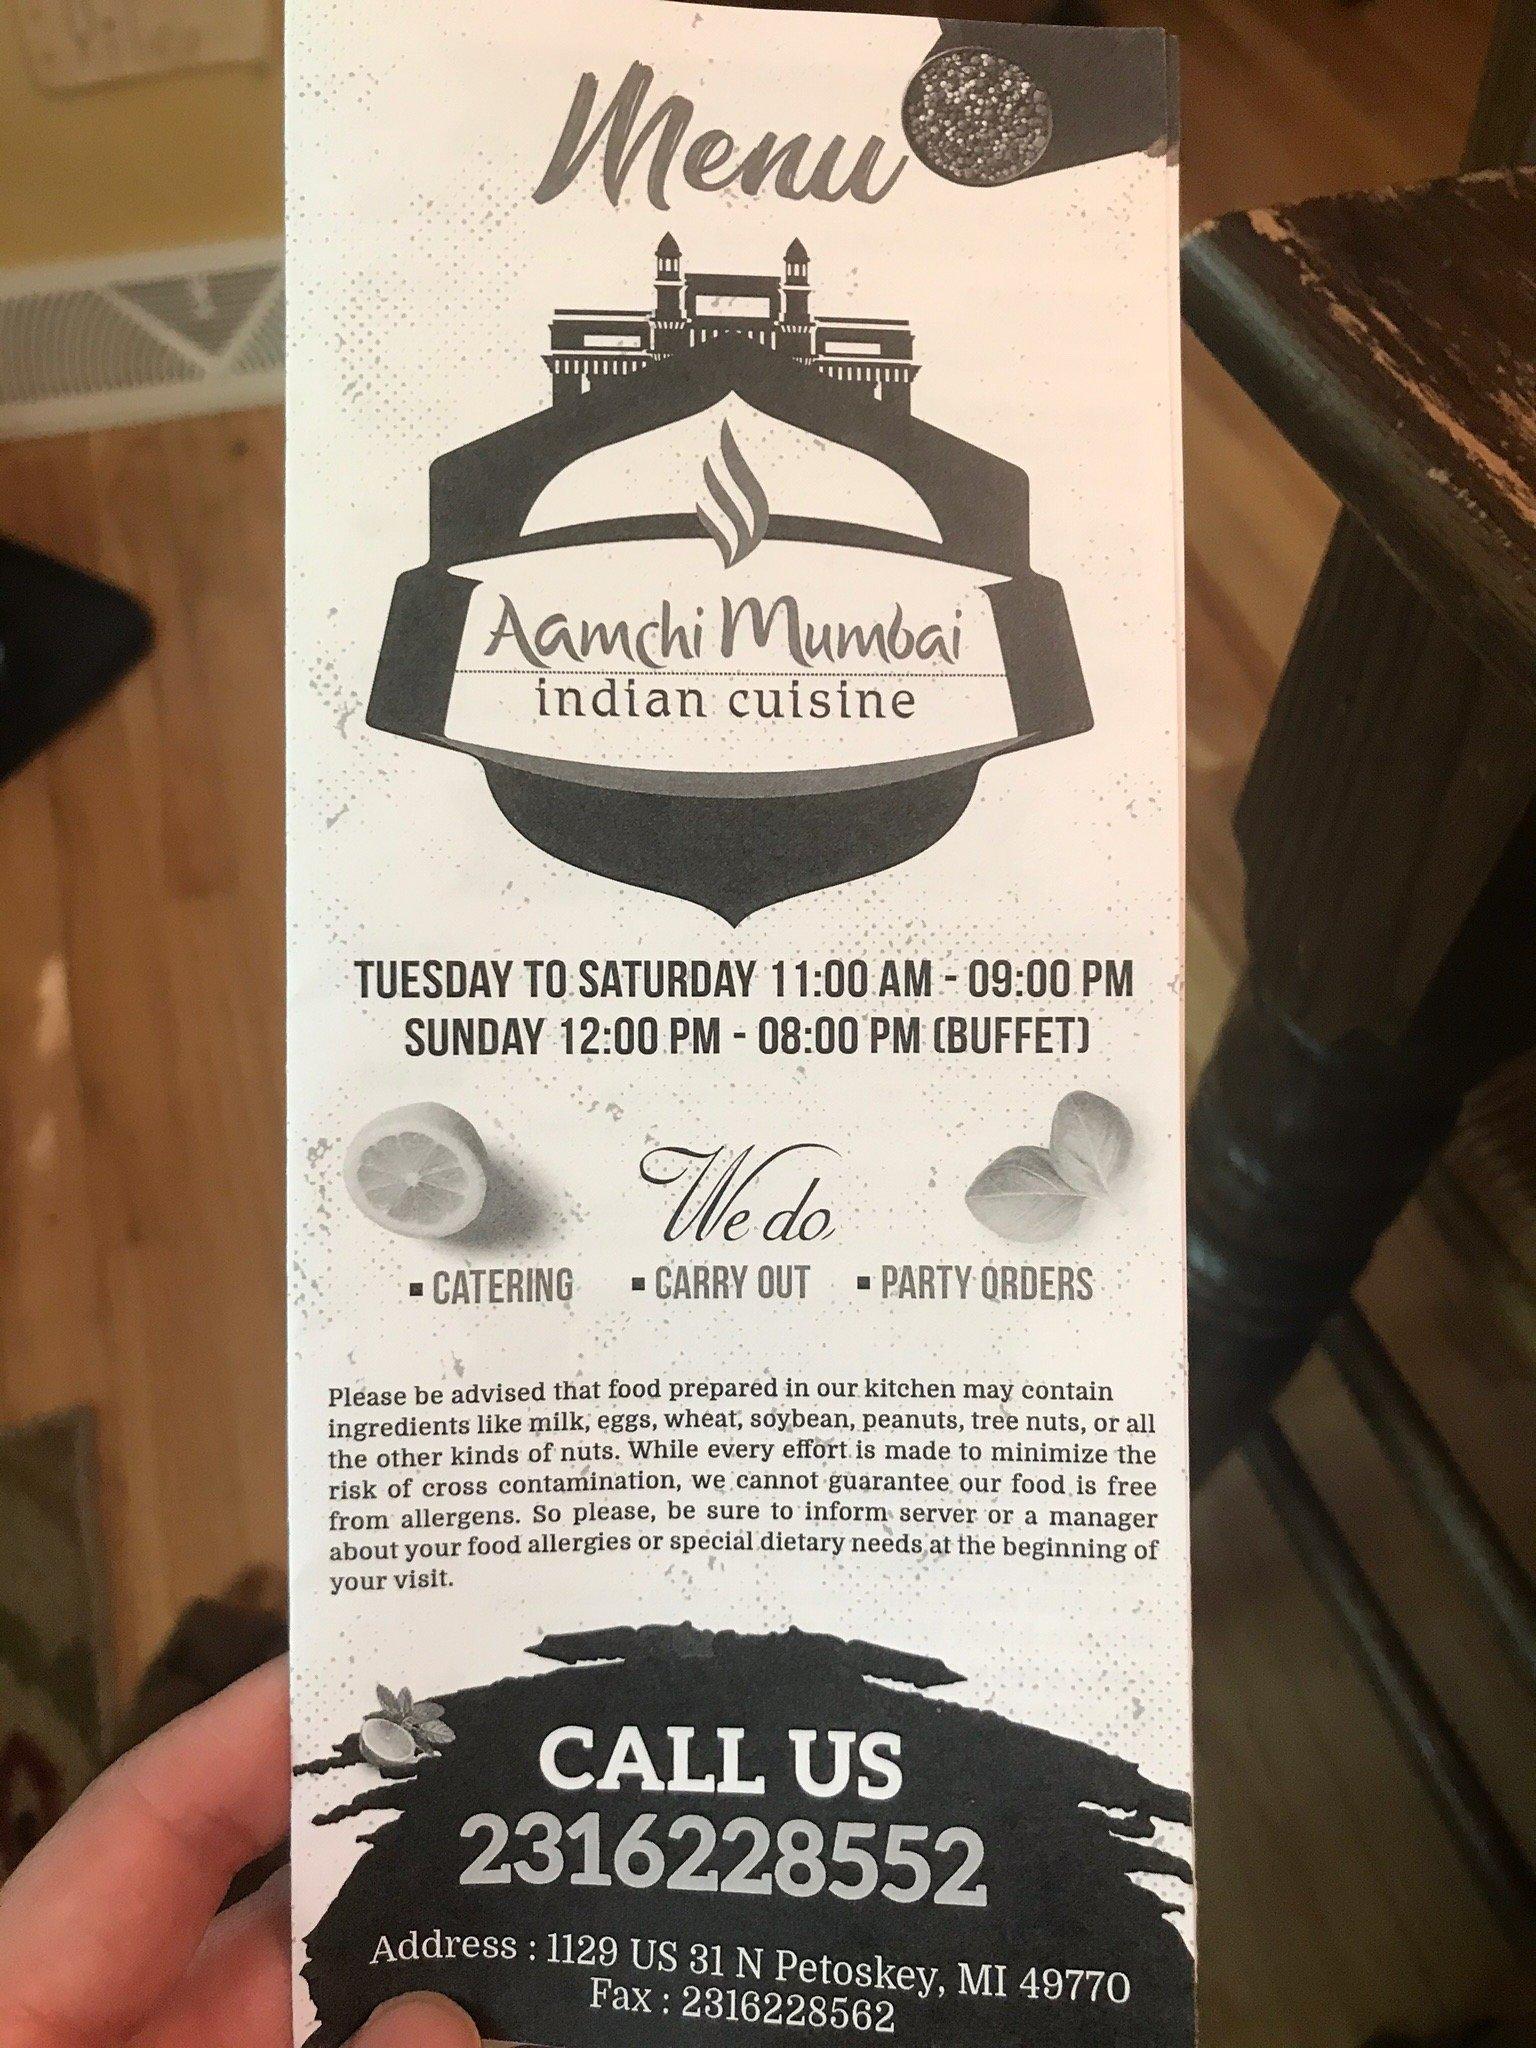 Menu
Aamchi Mumbai
indian cuisine
TUESDAY TO SATURDAY 11:00 AM - 09:00 PM
SUNDAY 12:00 PM - 08:00 PM (BUFFET)
We do
▪ CATERING ▪ CARRY OUT ▪ PARTY ORDERS
Please be advised that food prepared in our kitchen may contain
ingredients like milk, eggs, wheat, soybean, peanuts, tree nuts, or all
the other kinds of nuts. While every effort is made to minimize the
risk of cross contamination, we cannot guarantee our food is free
from allergens. So please, be sure to inform server or a manager
about your food allergies or special dietary needs at the beginning of
your visit.
CALL US
2316228552
Address : 1129 US 31 N Petoskey, MI 49770
Fax : 2316228562